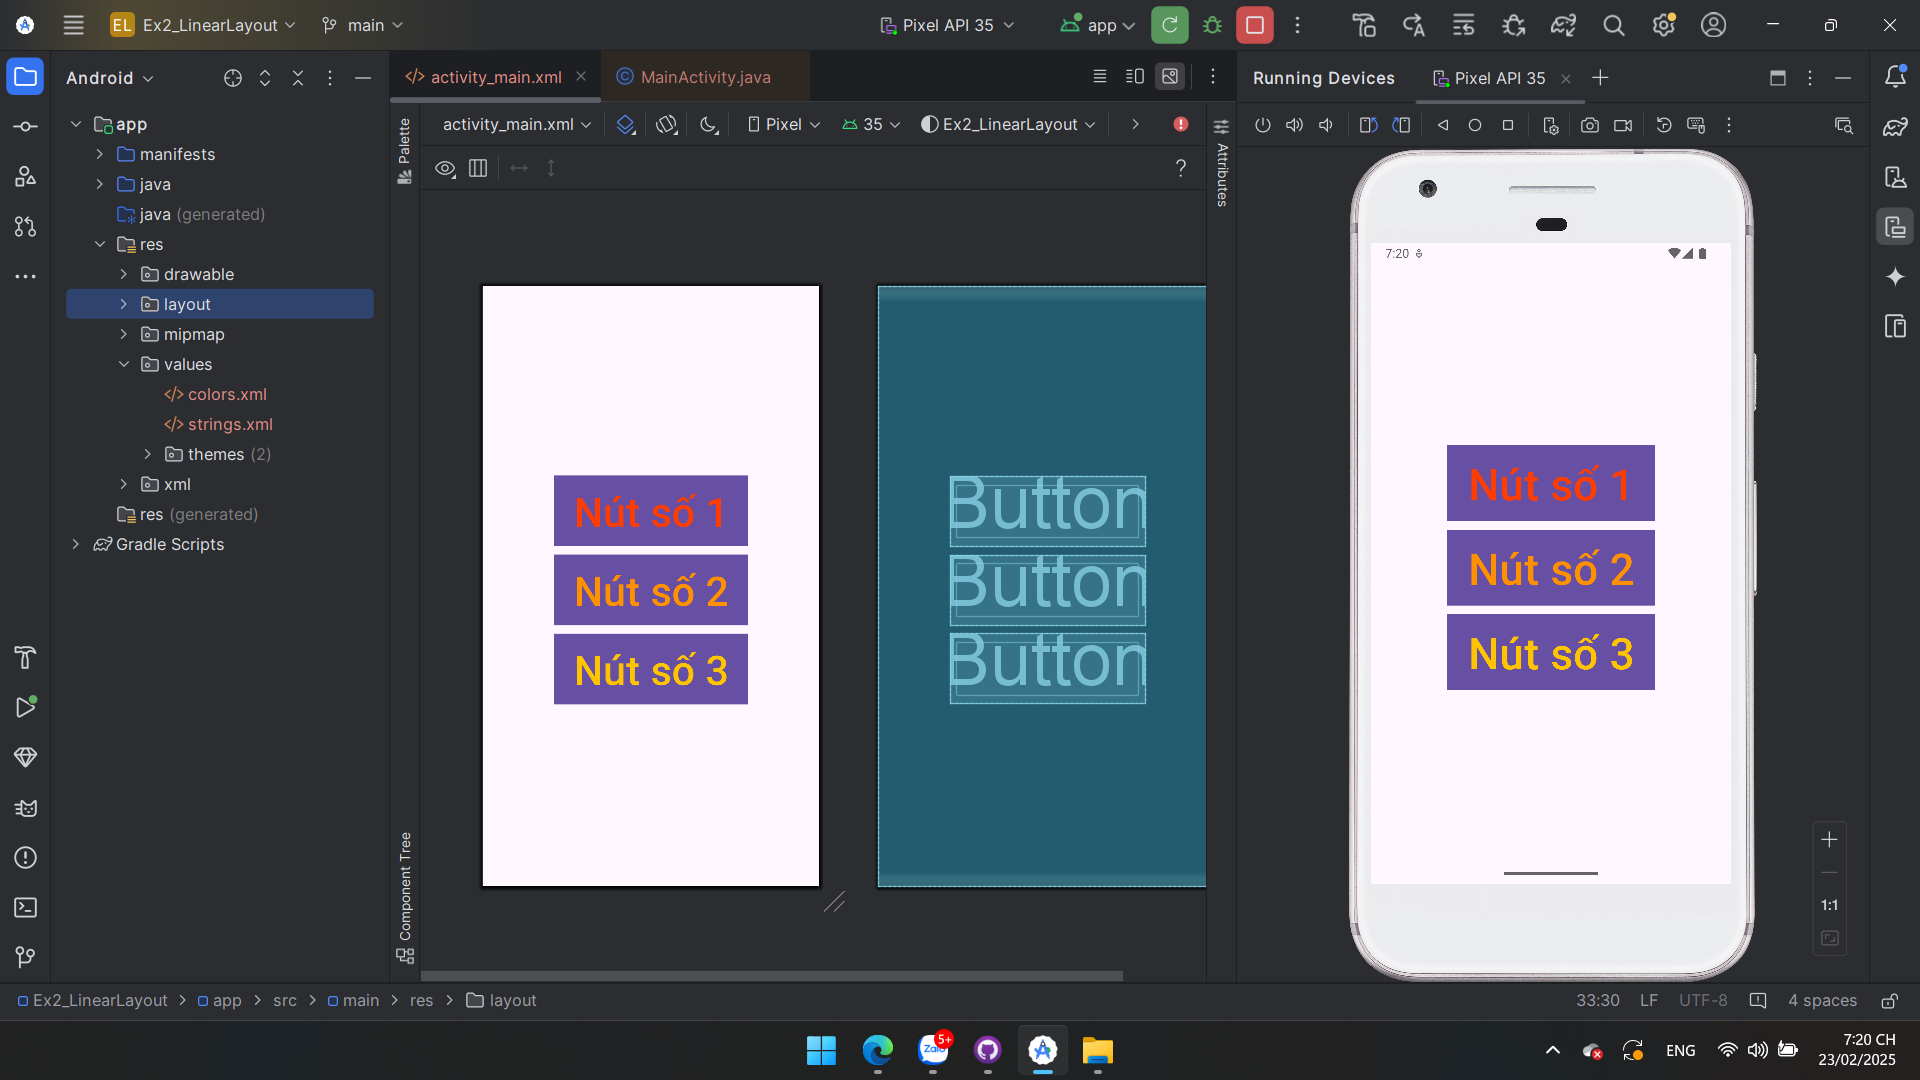 EL Ex2_LinearLayout main Pixel API 35 app
Android
activity_main.xml MainActivity.java
Running Devices Pixel API 35
app
manifests
java
java (generated)
res
drawable
layout
mipmap
values
colors.xml
strings.xml
themes (2)
xml
res (generated)
Gradle Scripts
Palette
Component Tree
activity_main.xml Pixel 35 Ex2_LinearLayout
?
Attributes
Nút số 1
Nút số 2
Nút số 3
Button
Button
Button
7:20
Nút số 1
Nút số 2
Nút số 3
1:1
Ex2_LinearLayout > app > src > main > res > layout
33:30 LF UTF-8 4 spaces
Zalo 5+
ENG
7:20 CH
23/02/2025